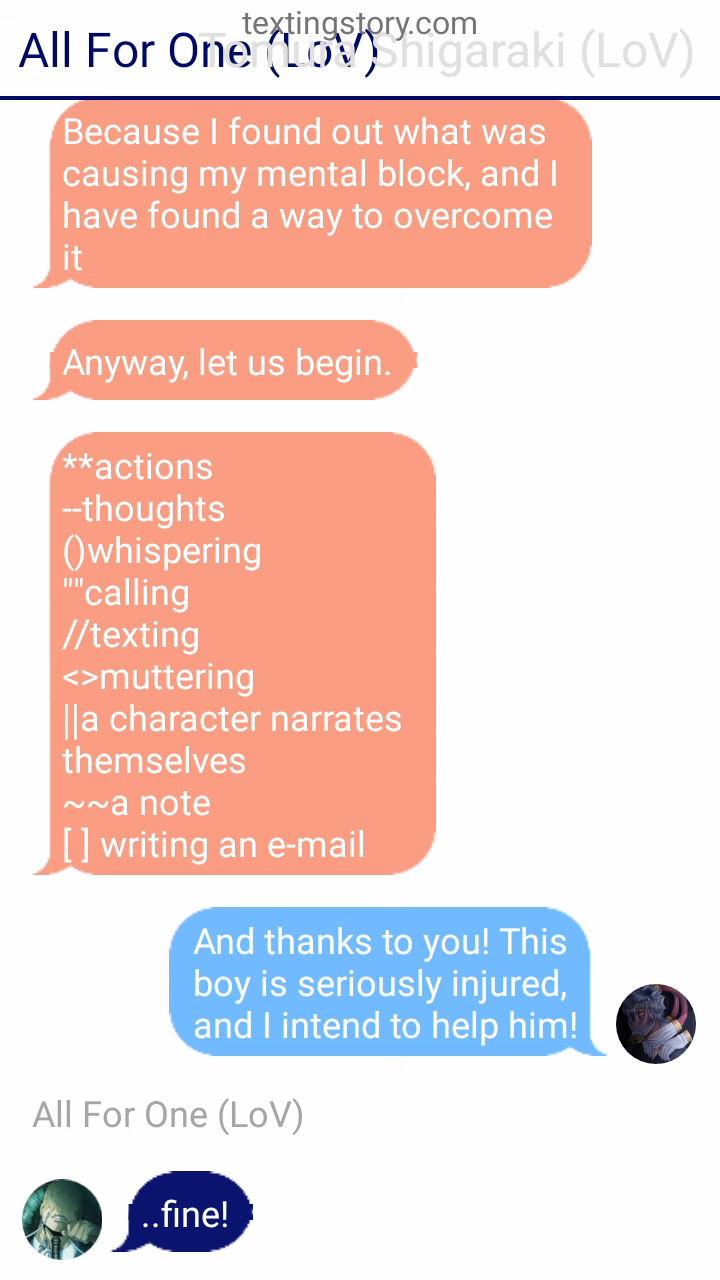 textingstory.com
All For One (LoV)
Tomura Shigaraki (LoV)
Because I found out what was
causing my mental block, and I
have found a way to overcome
it
Anyway, let us begin.
**actions
--thoughts
()whispering
""calling
//texting
<>muttering
||a character narrates
themselves
~~a note
[ ] writing an e-mail
And thanks to you! This
boy is seriously injured,
and I intend to help him!
All For One (LoV)
..fine!